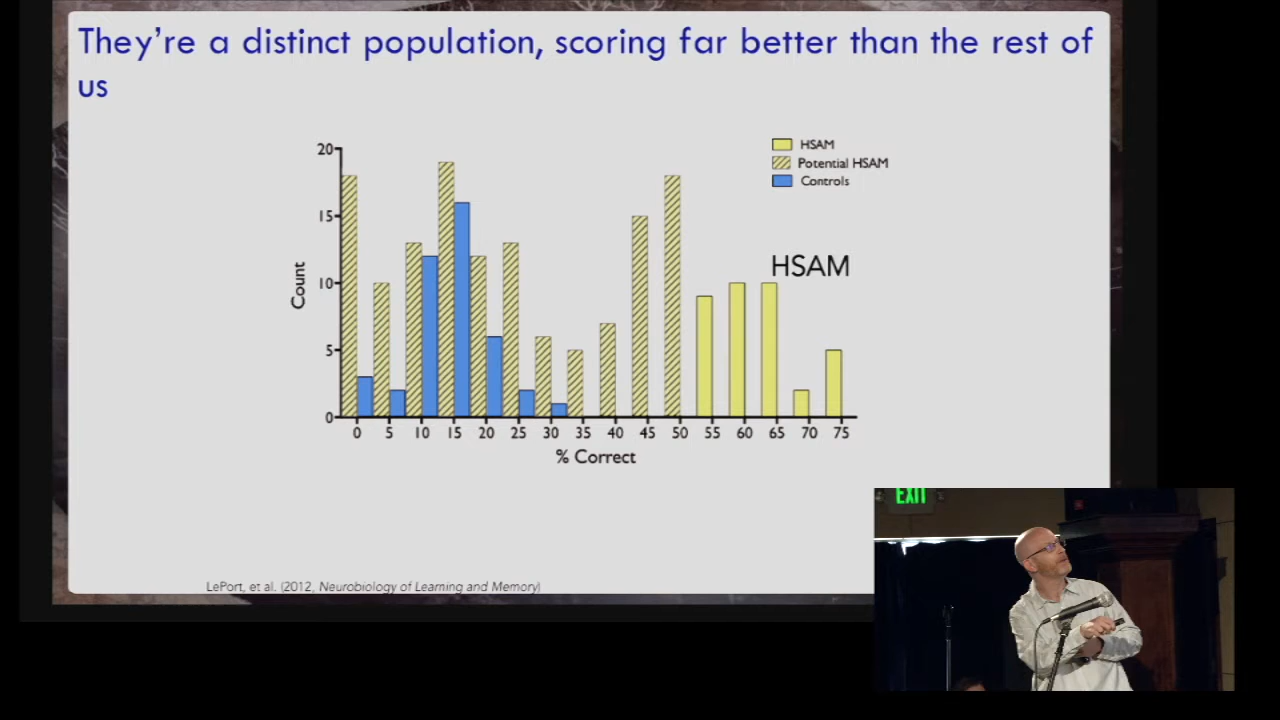 They're a distinct population, scoring far better than the rest of
us
HSAM
Potential HSAM
Controls
HSAM
Count
20
15
10
5
0
0 5 10 15 20 25 30 35 40 45 50 55 60 65 70 75
% Correct
LePort, et al. (2012, Neurobiology of Learning and Memory)
EXIT